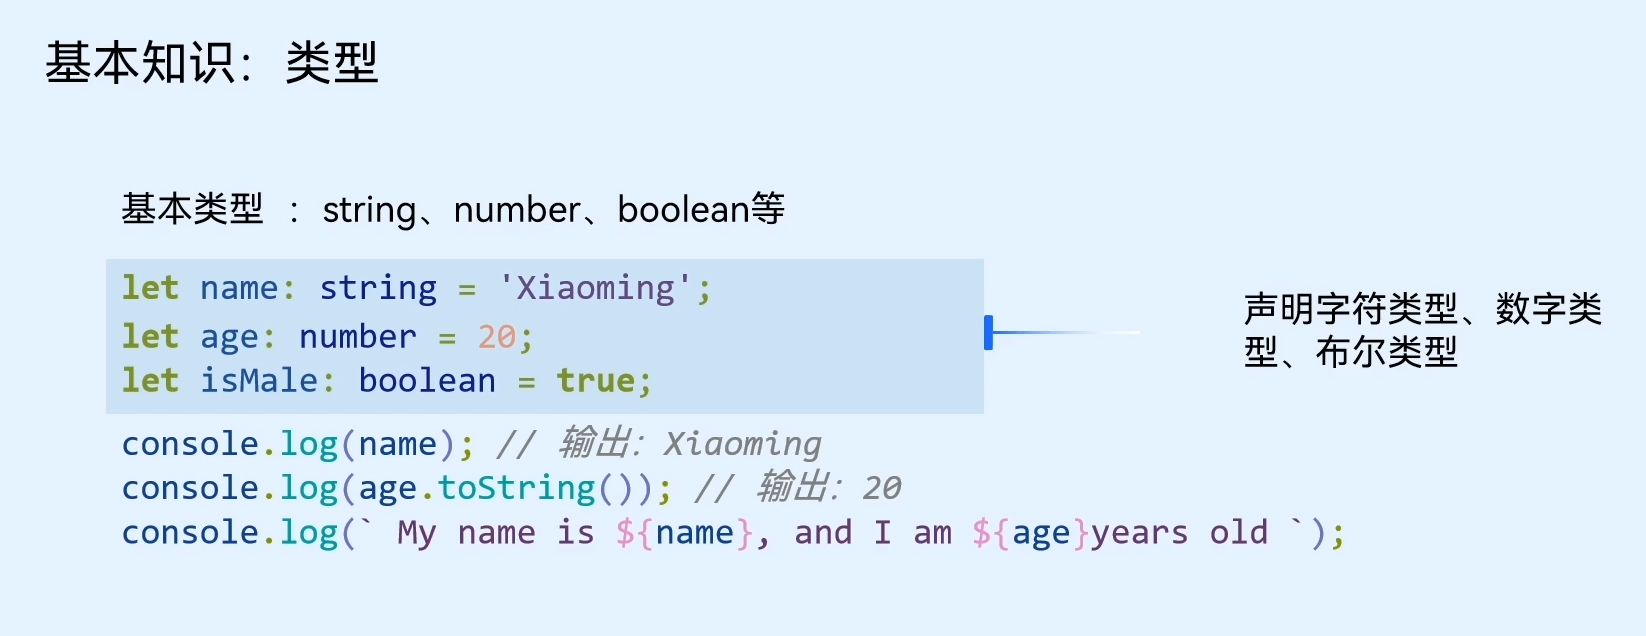 基本知识：类型
基本类型 ：string、number、boolean等
let name: string = 'Xiaoming';
let age: number = 20;
let isMale: boolean = true;
声明字符类型、数字类
型、布尔类型
console.log(name); // 输出：Xiaoming
console.log(age.toString()); // 输出：20
console.log(` My name is ${name}, and I am ${age}years old `);